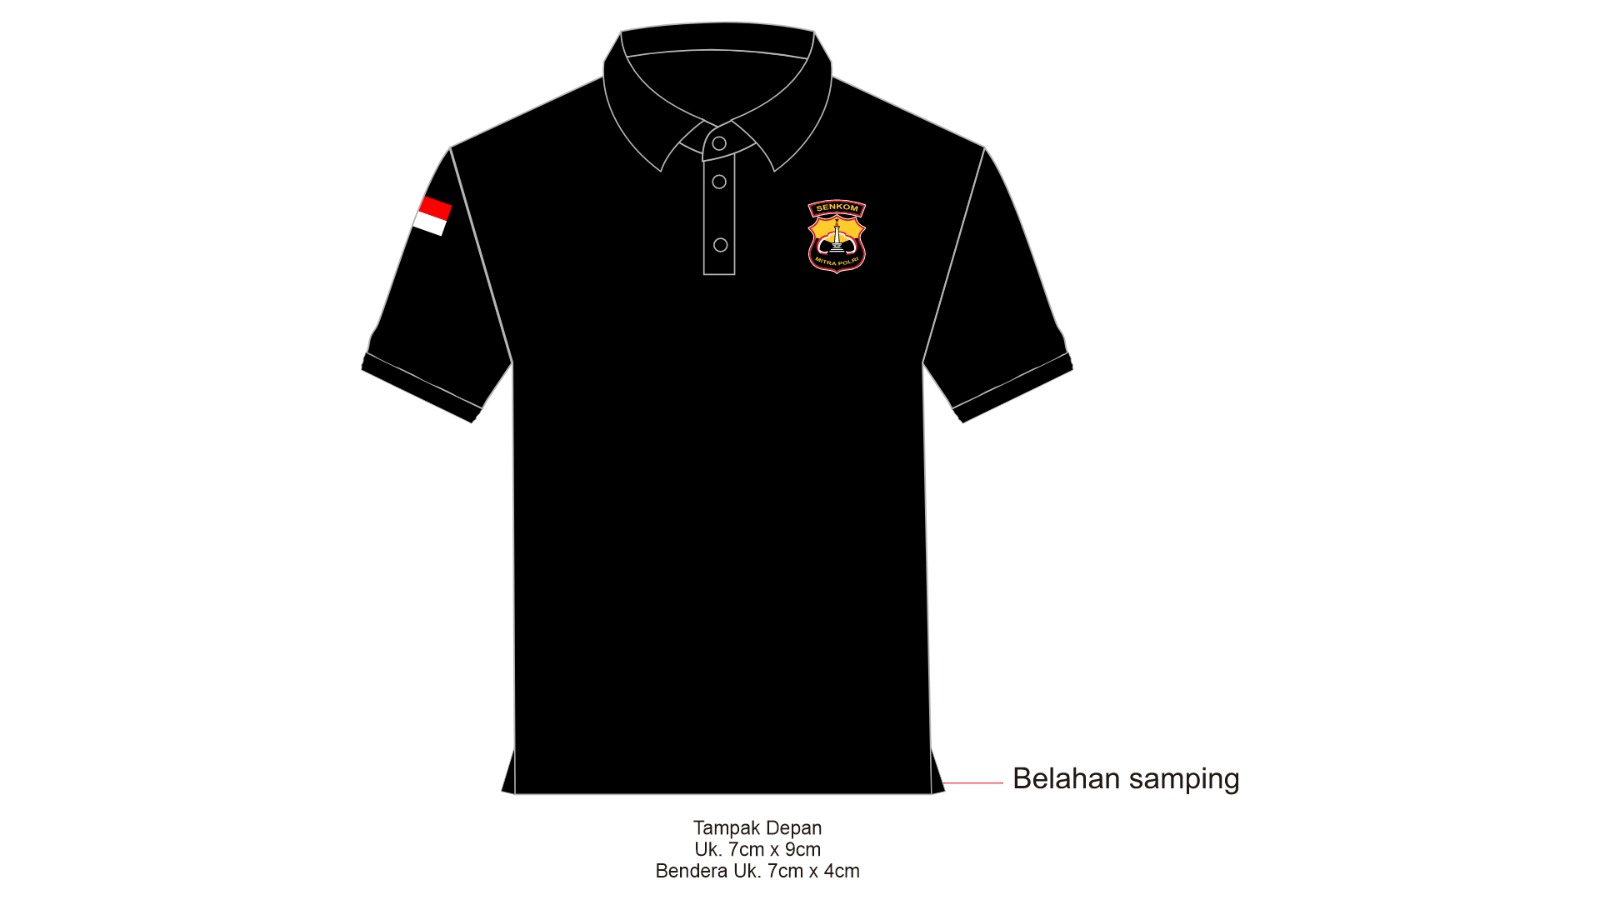 SENKOM
MITRA POLRI
Belahan samping
Tampak Depan
Uk. 7cm x 9cm
Bendera Uk. 7cm x 4cm